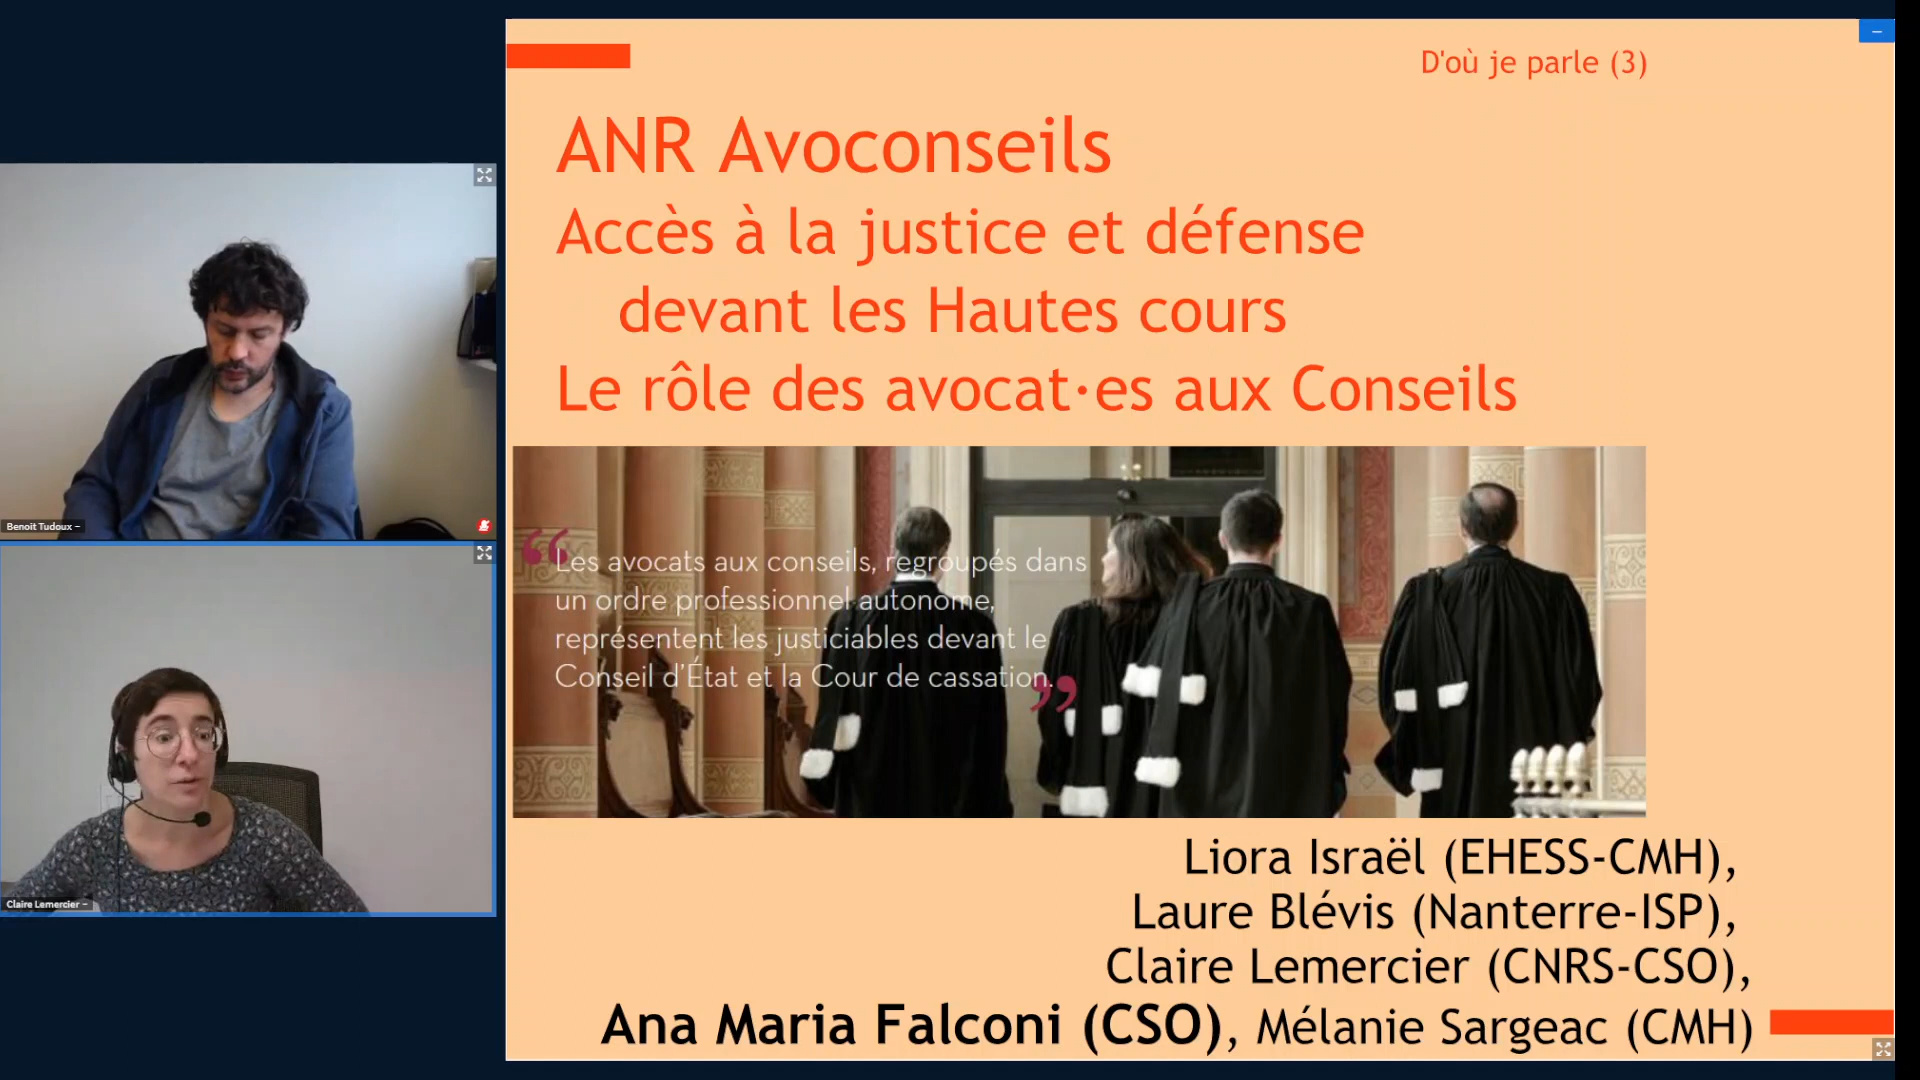 D'où je parle (3)
ANR Avoconseils
Accès à la justice et défense
devant les Hautes cours
Le rôle des avocat·es aux Conseils
“Les avocats aux conseils, regroupés dans
un ordre professionnel autonome,
représentent les justiciables devant le
Conseil d'État et la Cour de cassation.”
Liora Israël (EHESS-CMH),
Laure Blévis (Nanterre-ISP),
Claire Lemercier (CNRS-CSO),
Ana Maria Falconi (CSO), Mélanie Sargeac (CMH)
Benoit Tudoux –
Claire Lemercier –